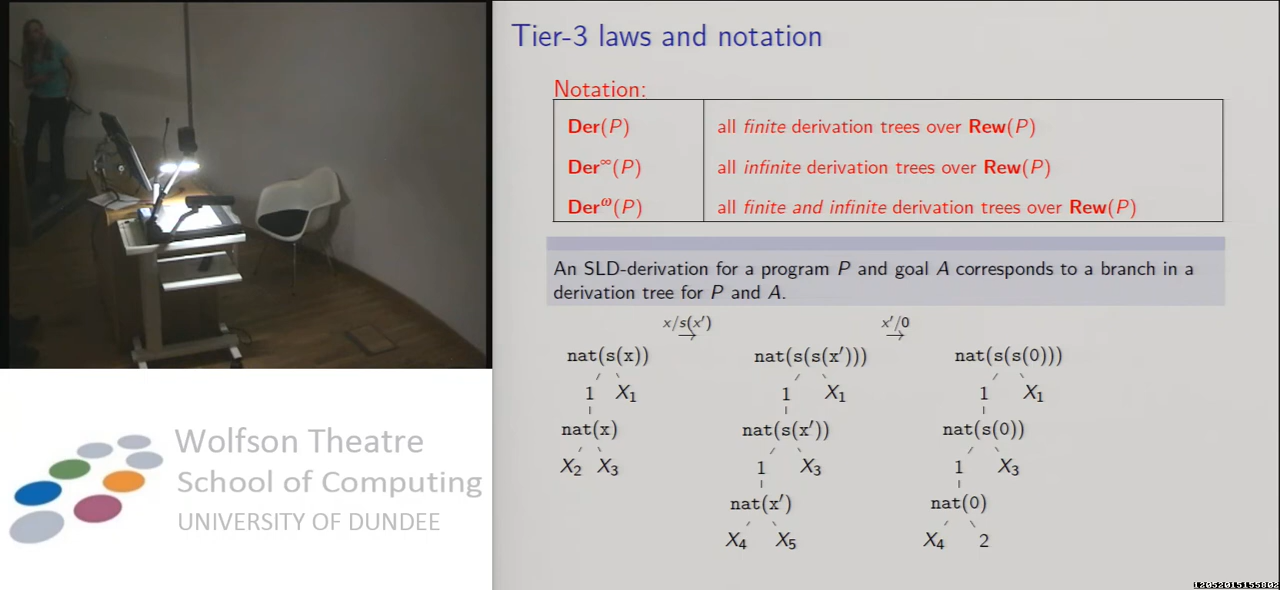 Tier-3 laws and notation
Notation:
Der(P) all finite derivation trees over Rew(P)
Der∞(P) all infinite derivation trees over Rew(P)
Derω(P) all finite and infinite derivation trees over Rew(P)
An SLD-derivation for a program P and goal A corresponds to a branch in a
derivation tree for P and A.
x/s(x′) x′/0
→ →
nat(s(x)) nat(s(s(x′))) nat(s(s(0)))
1 X₁ 1 X₁ 1 X₁
nat(x) nat(s(x′)) nat(s(0))
X₂ X₃ 1 X₃ 1 X₃
nat(x′) nat(0)
X₄ X₅ X₄ 2
Wolfson Theatre
School of Computing
UNIVERSITY OF DUNDEE